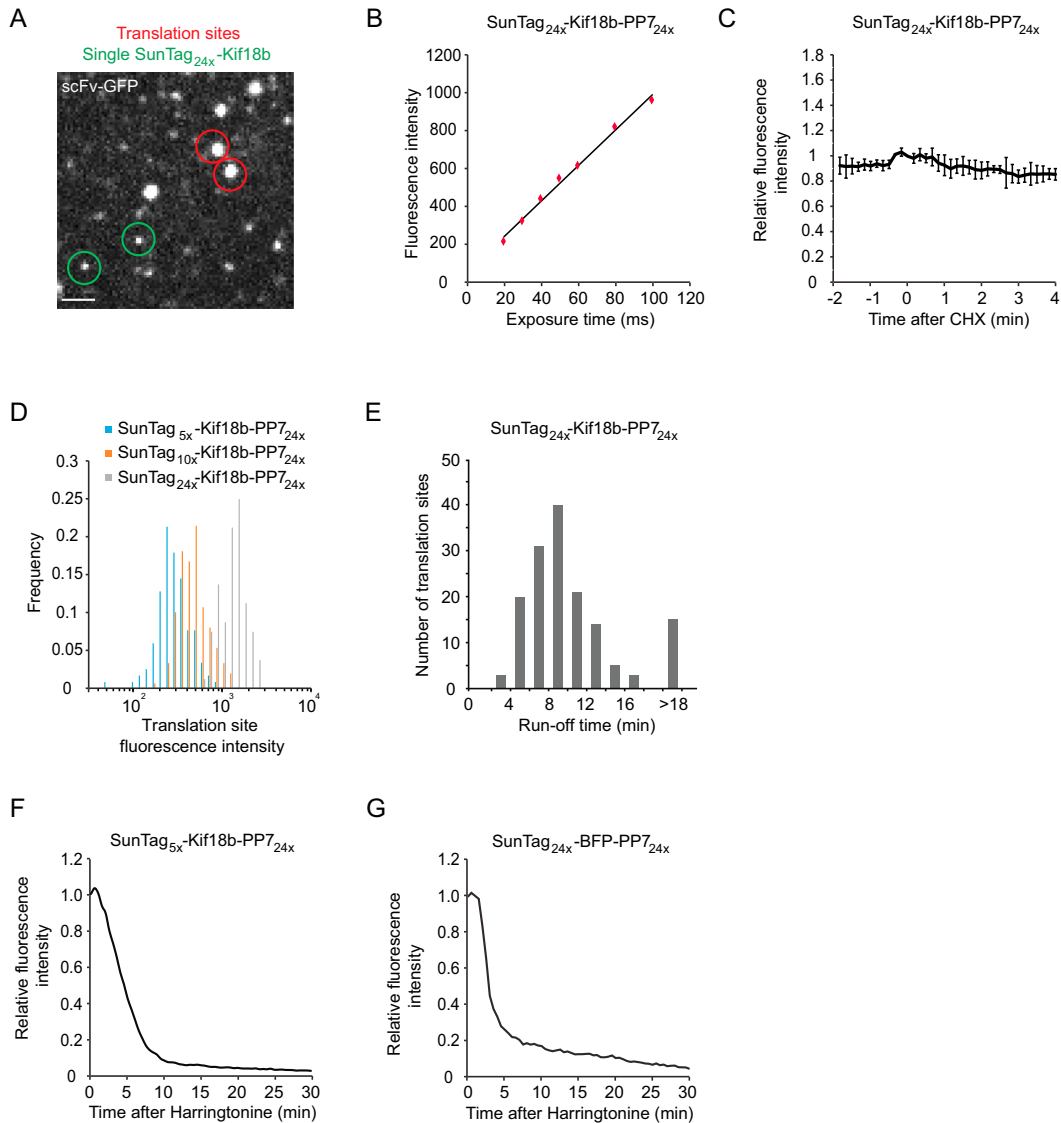 A
Translation sites
Single SunTag24x-Kif18b
scFv-GFP
B
SunTag24x-Kif18b-PP724x
Fluorescence intensity
1200
1000
800
600
400
200
0
0 20 40 60 80 100 120
Exposure time (ms)
C
SunTag24x-Kif18b-PP724x
Relative fluorescence
intensity
1.8
1.6
1.4
1.2
1.0
0.8
0.6
0.4
0.2
0
-2 -1 0 1 2 3 4
Time after CHX (min)
D
SunTag5x-Kif18b-PP724x
SunTag10x-Kif18b-PP724x
SunTag24x-Kif18b-PP724x
Frequency
0.3
0.25
0.2
0.15
0.1
0.05
0
10^2 10^3 10^4
Translation site
fluorescence intensity
E
SunTag24x-Kif18b-PP724x
Number of translation sites
50
40
30
20
10
0
0 4 8 12 16 >18
Run-off time (min)
F
SunTag5x-Kif18b-PP724x
Relative fluorescence
intensity
1.2
1.0
0.8
0.6
0.4
0.2
0
0 5 10 15 20 25 30
Time after Harringtonine (min)
G
SunTag24x-BFP-PP724x
Relative fluorescence
intensity
1.2
1.0
0.8
0.6
0.4
0.2
0
0 5 10 15 20 25 30
Time after Harringtonine (min)